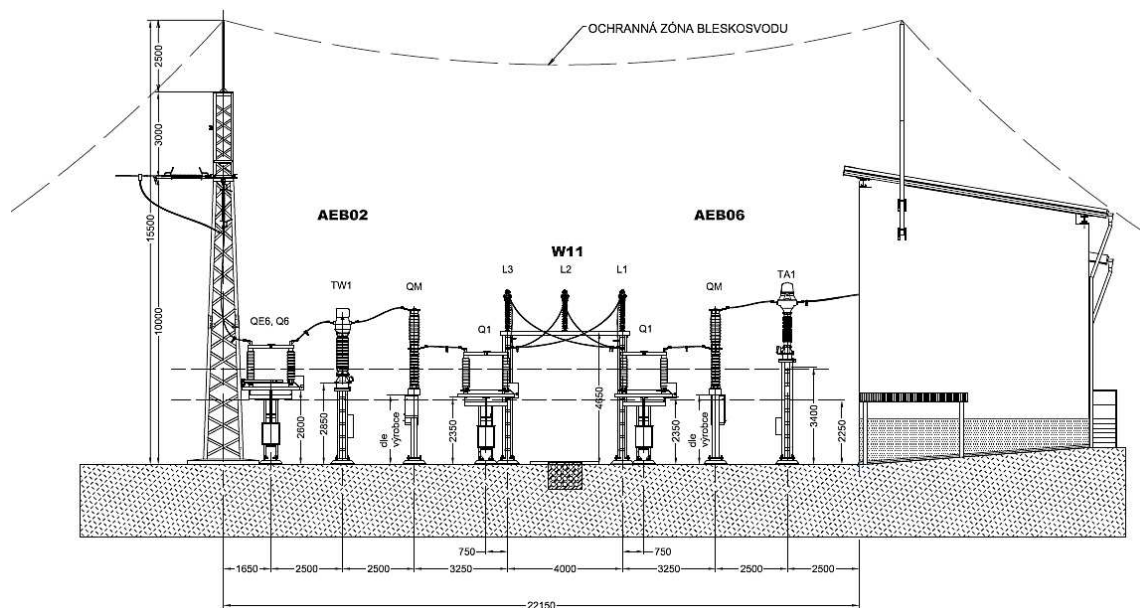 OCHRANNÁ ZÓNA BLESKOSVODU
2500
3000
15500
10000
AEB02
AEB06
W11
L3
L2
L1
TW1
QM
QM
TA1
QE6, Q6
Q1
Q1
2600
2850
dle
výrobce
2350
4650
2350
dle
výrobce
3400
2250
750
750
1650
2500
2500
3250
4000
3250
2500
2500
22150